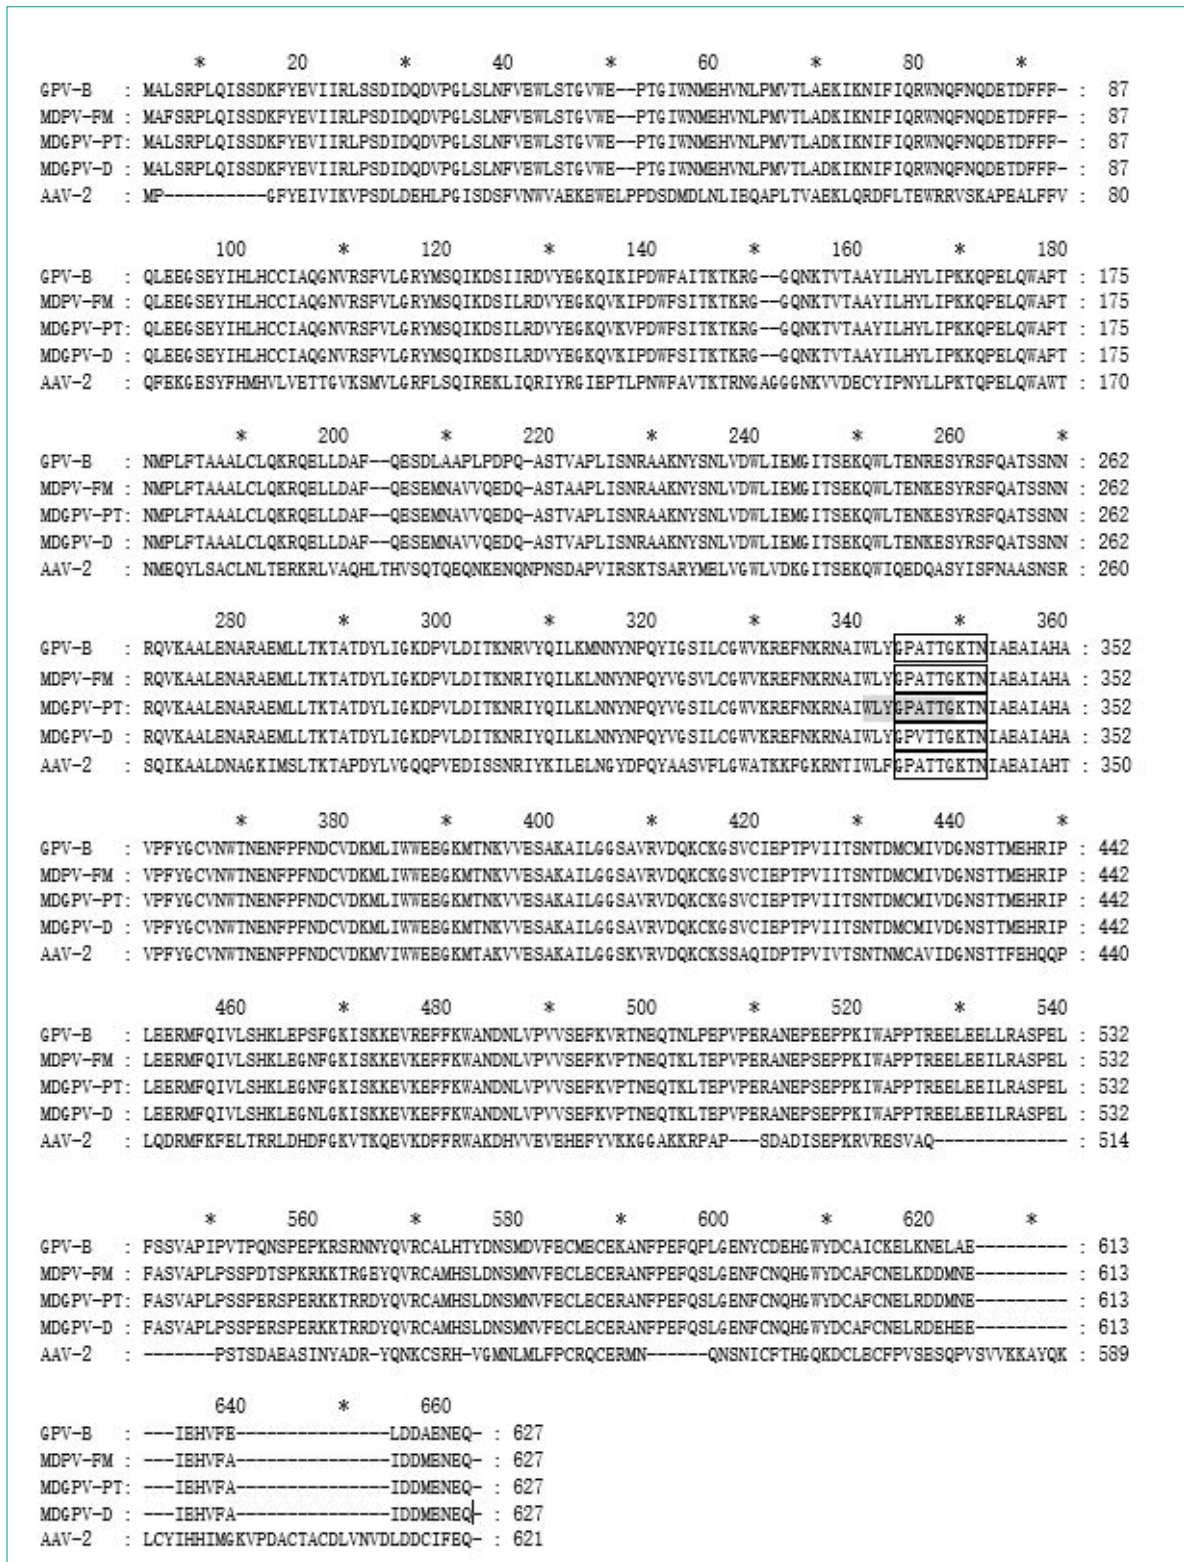 * 20 * 40 * 60 * 80 *
GPV-B : MALSRPLQISSDKFYEVIIRLSSDIDQDVPGLSLNFVEWLSTGVWE--PTGIWNMEHVNLPMVTLAEKIKNIFIQRWNQFNQDETDFFF- : 87
MDPV-FM : MAFSRPLQISSDKFYEVIIRLPSDIDQDVPGLSLNFVEWLSTGVWE--PTGIWNMEHVNLPMVTLADKIKNIFIQRWNQFNQDETDFFF- : 87
MDGPV-PT: MALSRPLQISSDKFYEVIIRLPSDIDQDVPGLSLNFVEWLSTGVWE--PTGIWNMEHVNLPMVTLADKIKNIFIQRWNQFNQDETDFFF- : 87
MDGPV-D : MALSRPLQISSDKFYEVIIRLPSDIDQDVPGLSLNFVEWLSTGVWE--PTGIWNMEHVNLPMVTLADKIKNIFIQRWNQFNQDETDFFF- : 87
AAV-2 : MP----------GFYEIVIKVPSDLDEHLPGISDSFVNWVAEKEWELPPDSDMDLNLIEQAPLTVAEKLQRDFLTEWRRVSKAPEALFFV : 80
100 * 120 * 140 * 160 * 180
GPV-B : QLEEGSEYIHLHCCIAQGNVRSFVLGRYMSQIKDSIIRDVYEGKQIKIPDWFAITKTKRG--GQNKTVTAAYILHYLIPKKQPELQWAFT : 175
MDPV-FM : QLEEGSEYIHLHCCIAQGNVRSFVLGRYMSQIKDSILRDVYEGKQVKIPDWFSITKTKRG--GQNKTVTAAYILHYLIPKKQPELQWAFT : 175
MDGPV-PT: QLEEGSEYIHLHCCIAQGNVRSFVLGRYMSQIKDSILRDVYEGKQVKVPDWFSITKTKRG--GQNKTVTAAYILHYLIPKKQPELQWAFT : 175
MDGPV-D : QLEEGSEYIHLHCCIAQGNVRSFVLGRYMSQIKDSILRDVYEGKQVKIPDWFSITKTKRG--GQNKTVTAAYILHYLIPKKQPELQWAFT : 175
AAV-2 : QFEKGESYFHMHVLVETTGVKSMVLGRFLSQIREKLIQRIYRGIEPTLPNWFAVTKTRNGAGGGNKVVDECYIPNYLLPKTQPELQWAWT : 170
* 200 * 220 * 240 * 260 *
GPV-B : NMPLFTAAALCLQKRQELLDAF--QESDLAAPLPDPQ-ASTVAPLISNRAAKNYSNLVDWLIEMGITSEKQWLTENRESYRSFQATSSNN : 262
MDPV-FM : NMPLFTAAALCLQKRQELLDAF--QESEMNAVVQEDQ-ASTAAPLISNRAAKNYSNLVDWLIEMGITSEKQWLTENKESYRSFQATSSNN : 262
MDGPV-PT: NMPLFTAAALCLQKRQELLDAF--QESEMNAVVQEDQ-ASTVAPLISNRAAKNYSNLVDWLIEMGITSEKQWLTENKESYRSFQATSSNN : 262
MDGPV-D : NMPLFTAAALCLQKRQELLDAF--QESEMNAVVQEDQ-ASTVAPLISNRAAKNYSNLVDWLIEMGITSEKQWLTENKESYRSFQATSSNN : 262
AAV-2 : NMEQYLSACLNLTERKRLVAQHLTHVSQTQEQNKENQNPNSDAPVIRSKTSARYMELVGWLVDKGITSEKQWIQEDQASYISFNAASNSR : 260
280 * 300 * 320 * 340 * 360
GPV-B : RQVKAALENARAEMLLTKTATDYLIGKDPVLDITKNRVYQILKMNNYNPQYIGSILCGWVKREFNKRNAIWLYGPATTGKTNIAEAIAHA : 352
MDPV-FM : RQVKAALENARAEMLLTKTATDYLIGKDPVLDITKNRIYQILKLNNYNPQYVGSVLCGWVKREFNKRNAIWLYGPATTGKTNIAEAIAHA : 352
MDGPV-PT: RQVKAALENARAEMLLTKTATDYLIGKDPVLDITKNRIYQILKLNNYNPQYVGSILCGWVKREFNKRNAIWLYGPATTGKTNIAEAIAHA : 352
MDGPV-D : RQVKAALENARAEMLLTKTATDYLIGKDPVLDITKNRIYQILKLNNYNPQYVGSILCGWVKREFNKRNAIWLYGPVTTGKTNIAEAIAHA : 352
AAV-2 : SQIKAALDNAGKIMSLTKTAPDYLVGQQPVEDISSNRIYKILELNGYDPQYAASVFLGWATKKFGKRNTIWLFGPATTGKTNIAEAIAHT : 350
* 380 * 400 * 420 * 440 *
GPV-B : VPFYGCVNWTNENFPFNDCVDKMLIWWEEGKMTNKVVESAKAILGGSAVRVDQKCKGSVCIEPTPVIITSNTDMCMIVDGNSTTMEHRIP : 442
MDPV-FM : VPFYGCVNWTNENFPFNDCVDKMLIWWEEGKMTNKVVESAKAILGGSAVRVDQKCKGSVCIEPTPVIITSNTDMCMIVDGNSTTMEHRIP : 442
MDGPV-PT: VPFYGCVNWTNENFPFNDCVDKMLIWWEEGKMTNKVVESAKAILGGSAVRVDQKCKGSVCIEPTPVIITSNTDMCMIVDGNSTTMEHRIP : 442
MDGPV-D : VPFYGCVNWTNENFPFNDCVDKMLIWWEEGKMTNKVVESAKAILGGSAVRVDQKCKGSVCIEPTPVIITSNTDMCMIVDGNSTTMEHRIP : 442
AAV-2 : VPFYGCVNWTNENFPFNDCVDKMVIWWEEGKMTAKVVESAKAILGGSKVRVDQKCKSSAQIDPTPVIVTSNTNMCAVIDGNSTTFEHQQP : 440
460 * 480 * 500 * 520 * 540
GPV-B : LEERMFQIVLSHKLEPSFGKISKKEVREFFKWANDNLVPVVSEFKVRTNEQTNLPEPVPERANEPEEPPKIWAPPTREELEELLRASPEL : 532
MDPV-FM : LEERMFQIVLSHKLEGNFGKISKKEVKEFFKWANDNLVPVVSEFKVPTNEQTKLTEPVPERANEPSEPPKIWAPPTREELEEILRASPEL : 532
MDGPV-PT: LEERMFQIVLSHKLEGNFGKISKKEVKEFFKWANDNLVPVVSEFKVPTNEQTKLTEPVPERANEPSEPPKIWAPPTREELEEILRASPEL : 532
MDGPV-D : LEERMFQIVLSHKLEGNLGKISKKEVKEFFKWANDNLVPVVSEFKVPTNEQTKLTEPVPERANEPSEPPKIWAPPTREELEEILRASPEL : 532
AAV-2 : LQDRMFKFELTRRLDHDFGKVTKQEVKDFFRWAKDHVVEVEHEFYVKKGGAKKRPAP---SDADISEPKRVRESVAQ------------- : 514
* 560 * 580 * 600 * 620 *
GPV-B : FSSVAPIPVTPQNSPEPKRSRNNYQVRCALHTYDNSMDVFECMECEKANFPEFQPLGENYCDEHGWYDCAICKELKNELAE--------- : 613
MDPV-FM : FASVAPLPSSPDTSPKRKKTRGEYQVRCAMHSLDNSMNVFECLECERANFPEFQSLGENFCNQHGWYDCAFCNELKDDMNE--------- : 613
MDGPV-PT: FASVAPLPSSPERSPERKKTRRDYQVRCAMHSLDNSMNVFECLECERANFPEFQSLGENFCNQHGWYDCAFCNELRDDMNE--------- : 613
MDGPV-D : FASVAPLPSSPERSPERKKTRRDYQVRCAMHSLDNSMNVFECLECERANFPEFQSLGENFCNQHGWYDCAFCNELRDEHEE--------- : 613
AAV-2 : -------PSTSDAEASINYADR-YQNKCSRH-VGMNLMLFPCRQCERMN------QNSNICFTHGQKDCLECFPVSESQPVSVVKKAYQK : 589
640 * 660
GPV-B : ---IEHVFE---------------LDDAENEQ- : 627
MDPV-FM : ---IEHVFA---------------IDDMENEQ- : 627
MDGPV-PT: ---IEHVFA---------------IDDMENEQ- : 627
MDGPV-D : ---IEHVFA---------------IDDMENEQ- : 627
AAV-2 : LCYIHHIMGKVPDACTACDLVNVDLDDCIFEQ- : 621